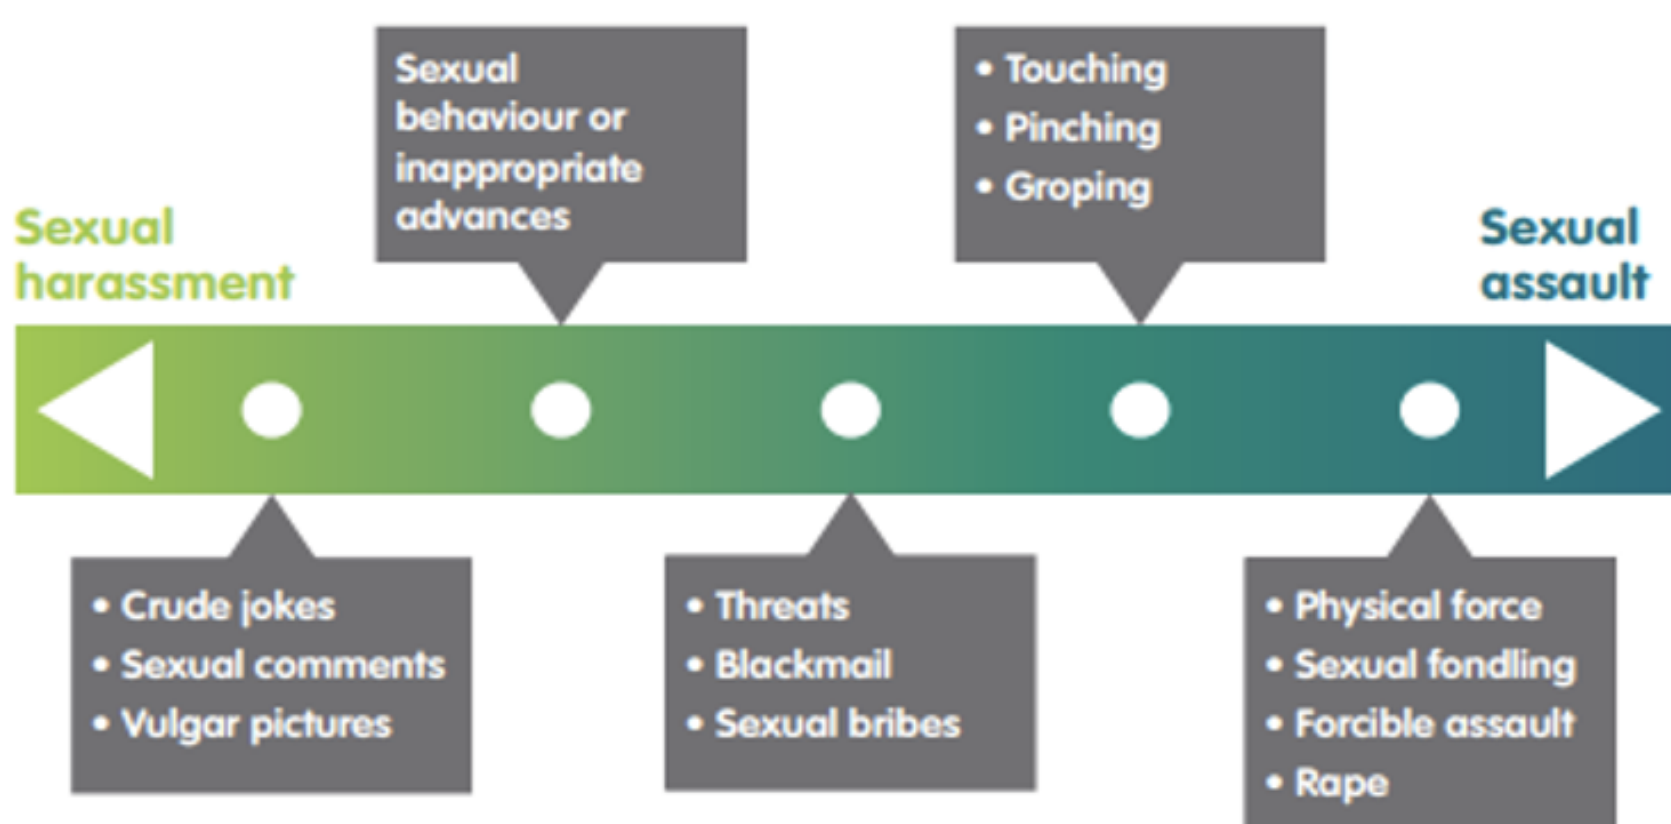 Sexual
behaviour or
inappropriate
advances
• Touching
• Pinching
• Groping
Sexual
harassment
Sexual
assault
• Crude jokes
• Sexual comments
• Vulgar pictures
• Threats
• Blackmail
• Sexual bribes
• Physical force
• Sexual fondling
• Forcible assault
• Rape